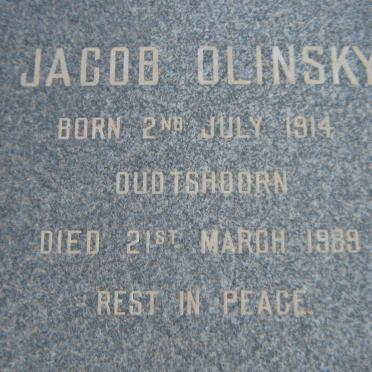 JACOB OLINSKY
BORN 2ND JULY 1914
OUDTSHOORN
DIED 21ST MARCH 1989
REST IN PEACE.